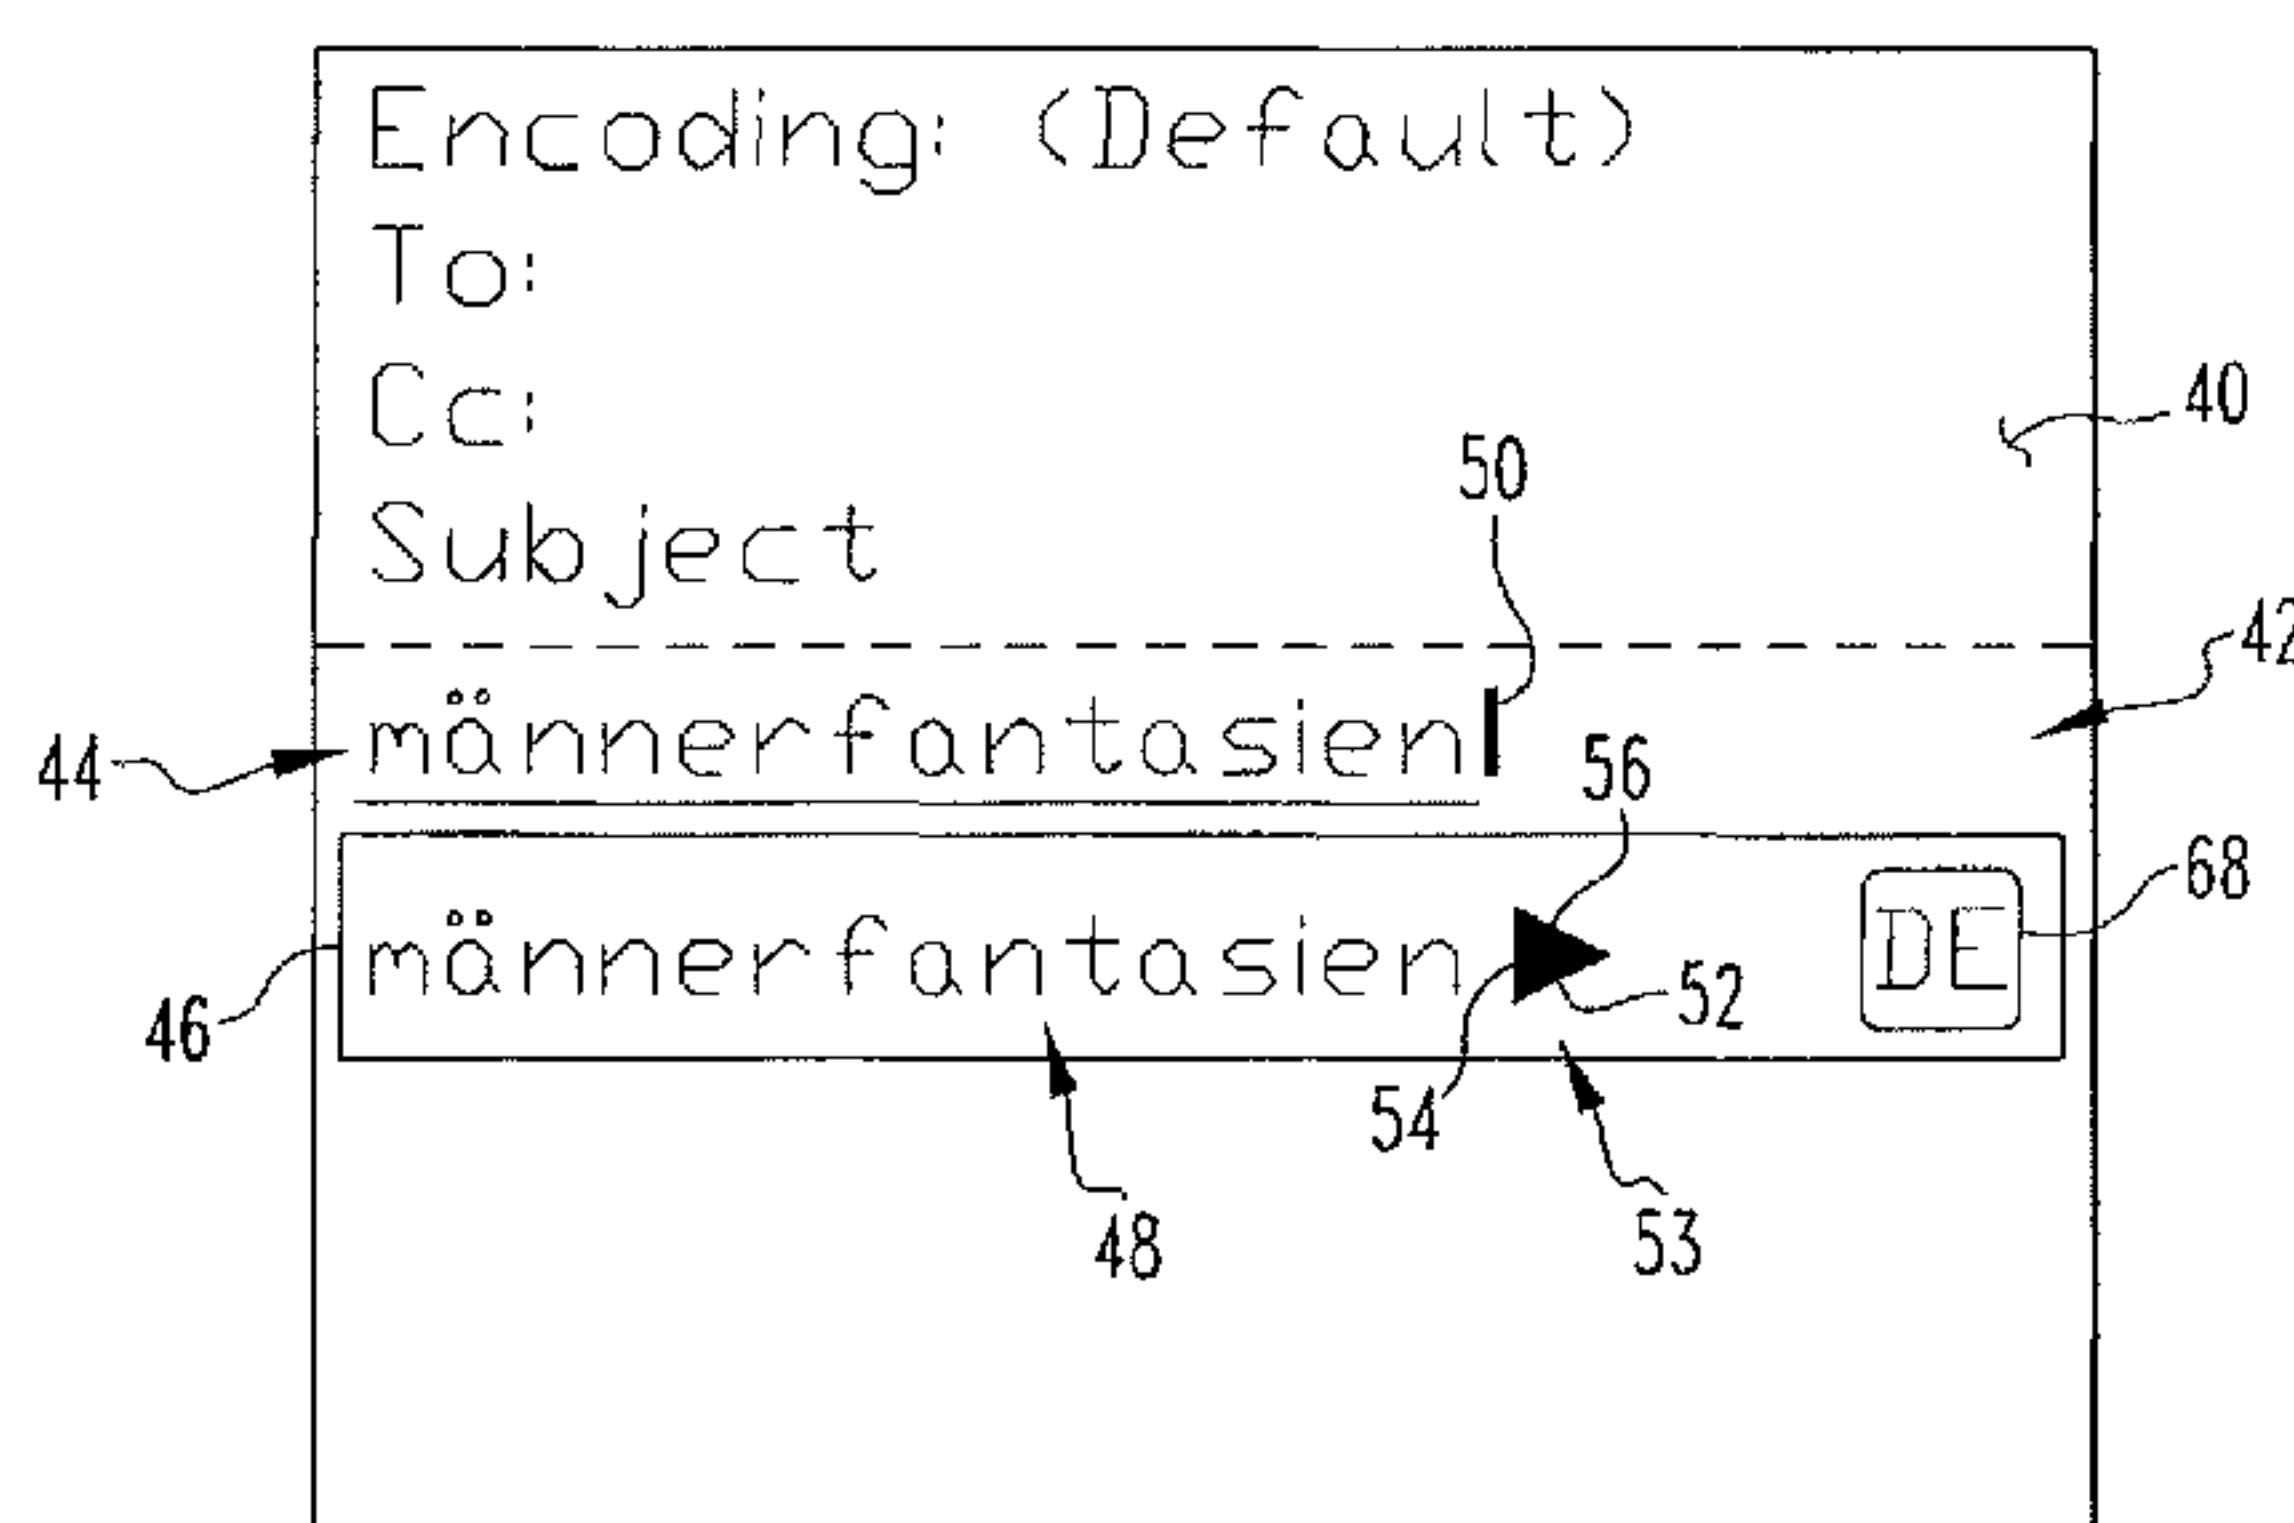 Encoding: (Default)
To:
Cc:
40
50
Subject
42
männerfantasien
44
56
68
männerfantasien DE
52
46
54
48
53